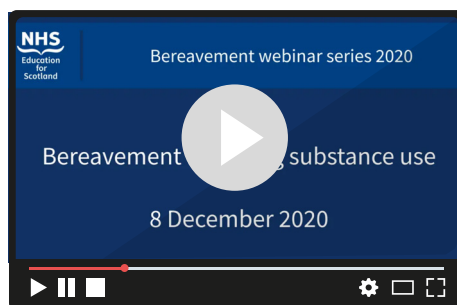 NHS
Education
for
Scotland
Bereavement webinar series 2020
Bereavement substance use
8 December 2020